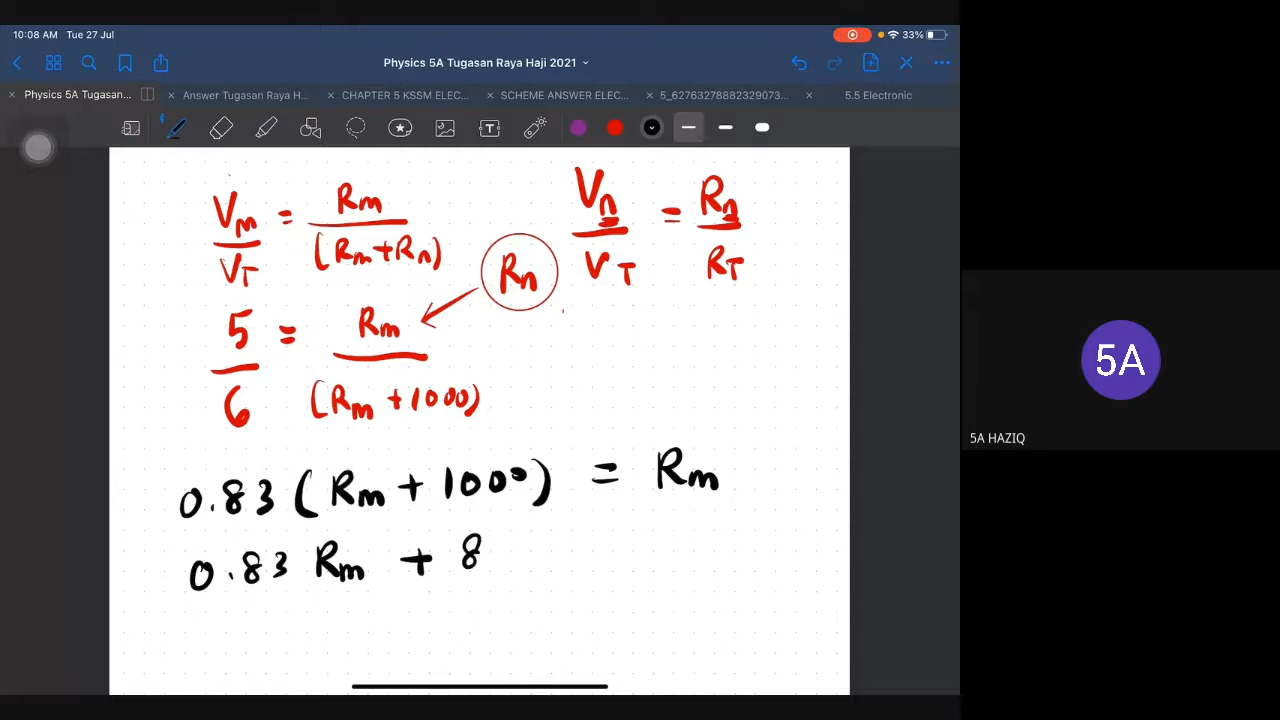 10:08 AM Tue 27 Jul
33%
Physics 5A Tugasan Raya Haji 2021
Physics 5A Tugasan...
Answer Tugasan Raya H...
CHAPTER 5 KSSM ELEC...
SCHEME ANSWER ELEC...
5_62763278882329073...
5.5 Electronic
Vm/VT = Rm/(Rm+Rn)
Vn/VT = Rn/RT
Rn
5/6 = Rm/(Rm+1000)
0.83 (Rm + 1000) = Rm
0.83 Rm + 8
5A
5A HAZIQ